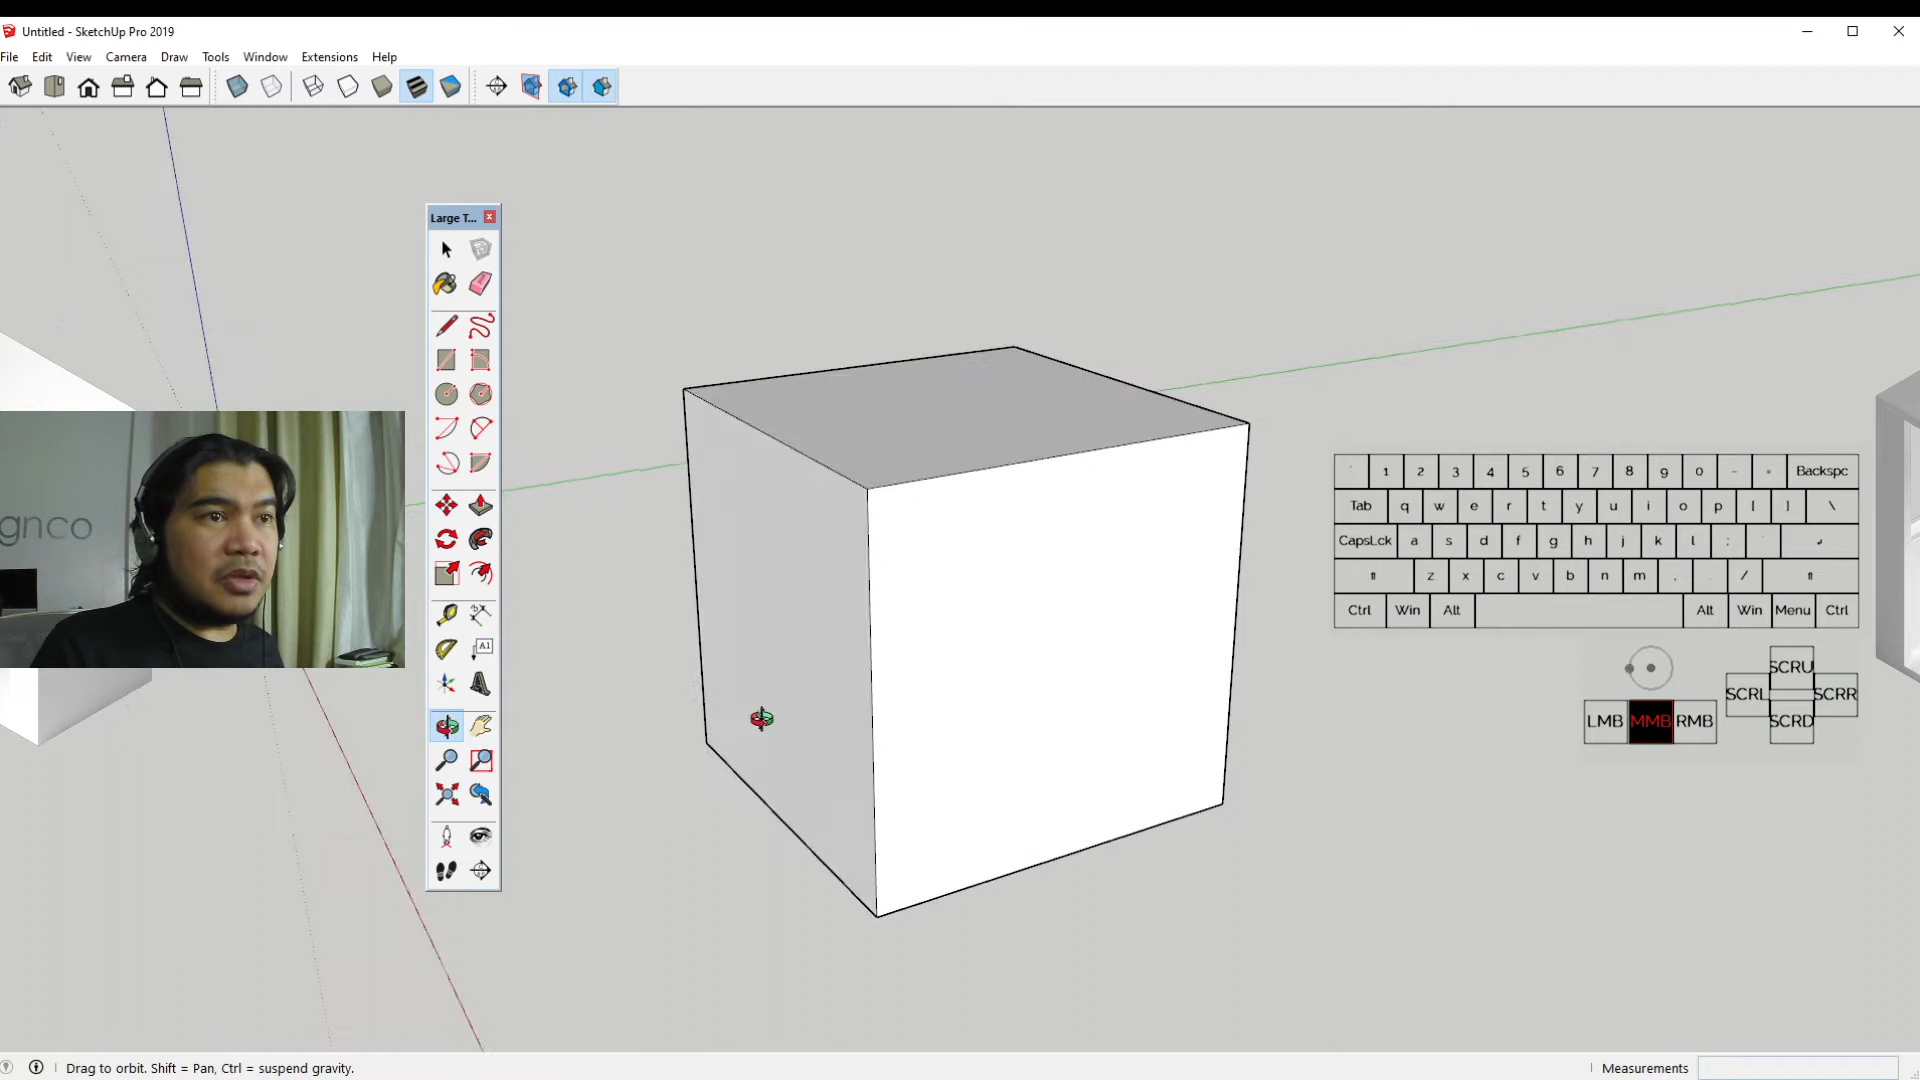 Untitled - SketchUp Pro 2019
File Edit View Camera Draw Tools Window Extensions Help
Large T...
A1
gnco
` 1 2 3 4 5 6 7 8 9 0 - = Backspc
Tab q w e r t y u i o p [ ] \
CapsLck a s d f g h j k l ;
z x c v b n m , . /
Ctrl Win Alt Alt Win Menu Ctrl
SCRU
SCRL SCRR
LMB MMB RMB SCRD
Drag to orbit. Shift = Pan, Ctrl = suspend gravity.
Measurements